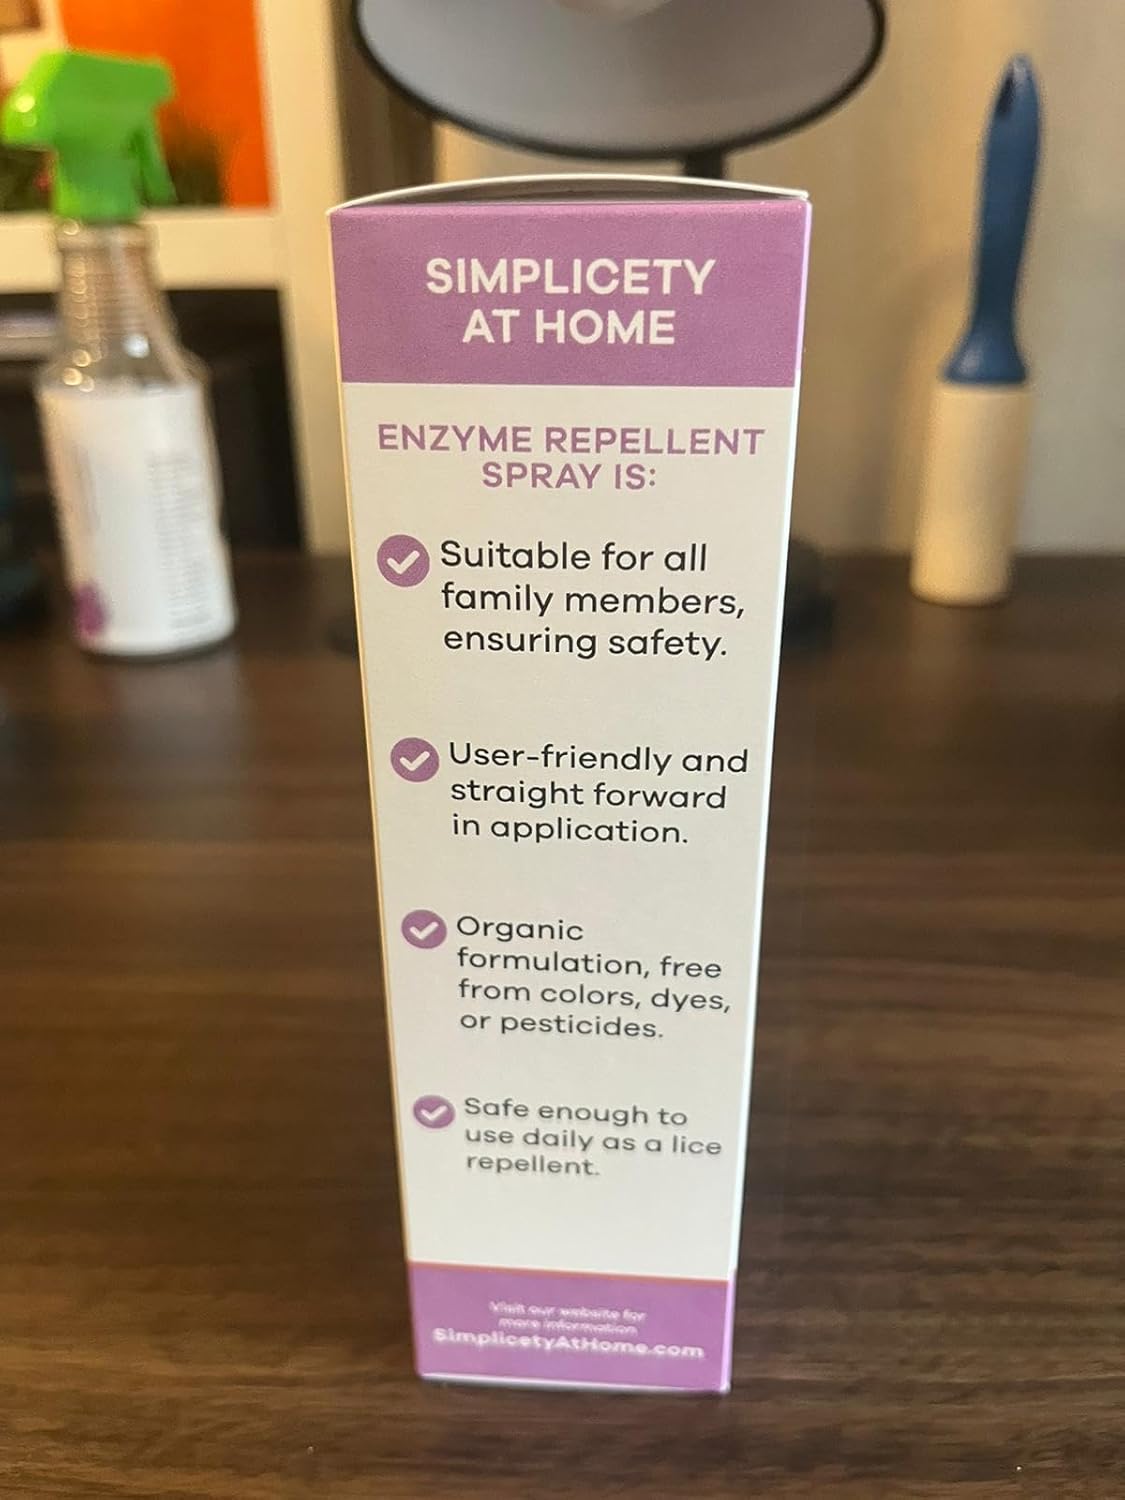 SIMPLICETY
AT HOME
ENZYME REPELLENT
SPRAY IS:
Suitable for all
family members,
ensuring safety.
User-friendly and
straight forward
in application.
Organic
formulation, free
from colors, dyes,
or pesticides.
Safe enough to
use daily as a lice
repellent.
Visit our website for
more information
SimplicetyAtHome.com